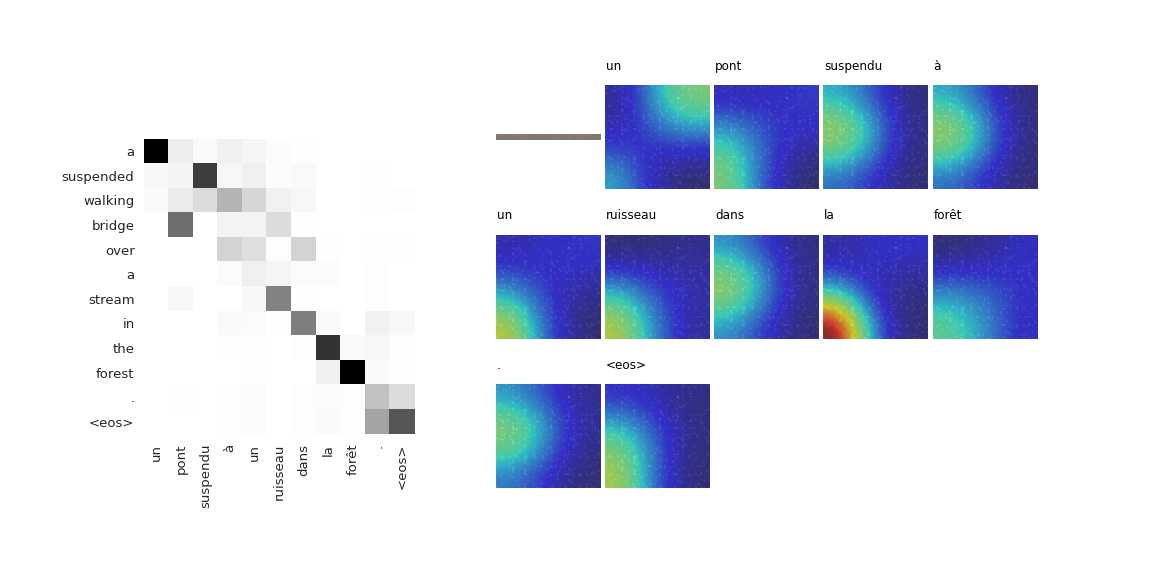 a
suspended
walking
bridge
over
a
stream
in
the
forest
.
<eos>
un
pont
suspendu
à
un
ruisseau
dans
la
forêt
.
<eos>
un pont suspendu à
un ruisseau dans la forêt
. <eos>